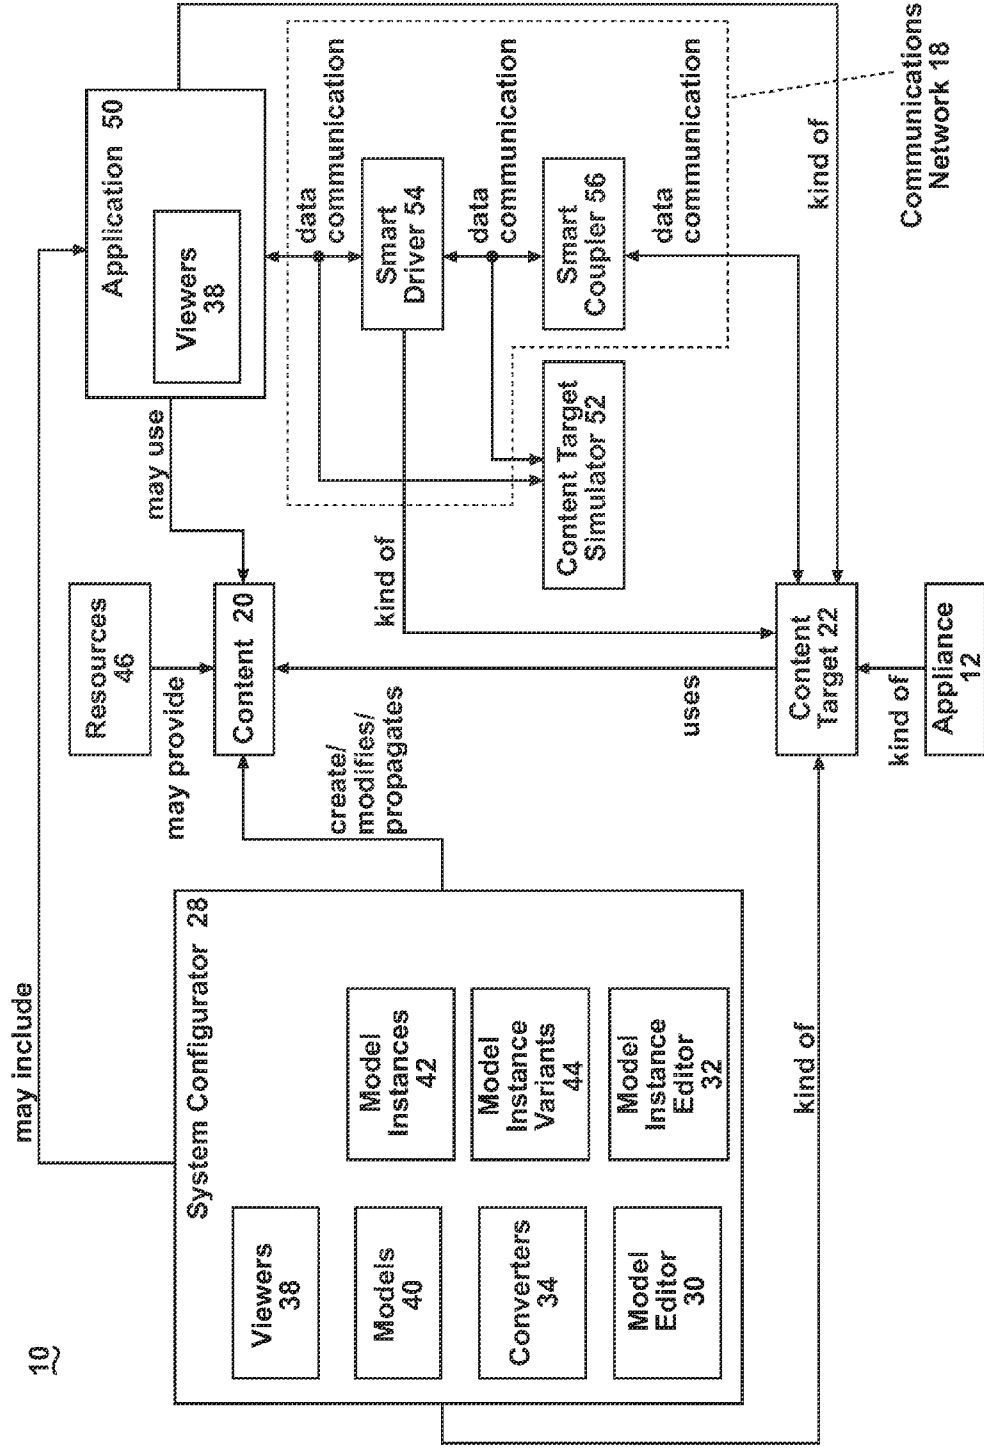 10
may include
System Configurator 28
Viewers
38
Models
40
Converters
34
Model
Editor
30
Model
Instances
42
Model
Instance
Variants
44
Model
Instance
Editor
32
create/
modifies/
propagates
kind of
Resources
46
may provide
Content 20
may use
Application 50
Viewers
38
data
communication
Smart
Driver 54
data
communication
Smart
Coupler 56
data
communication
Content Target
Simulator 52
kind of
uses
Content
Target 22
kind of
Appliance
12
kind of
Communications
Network 18